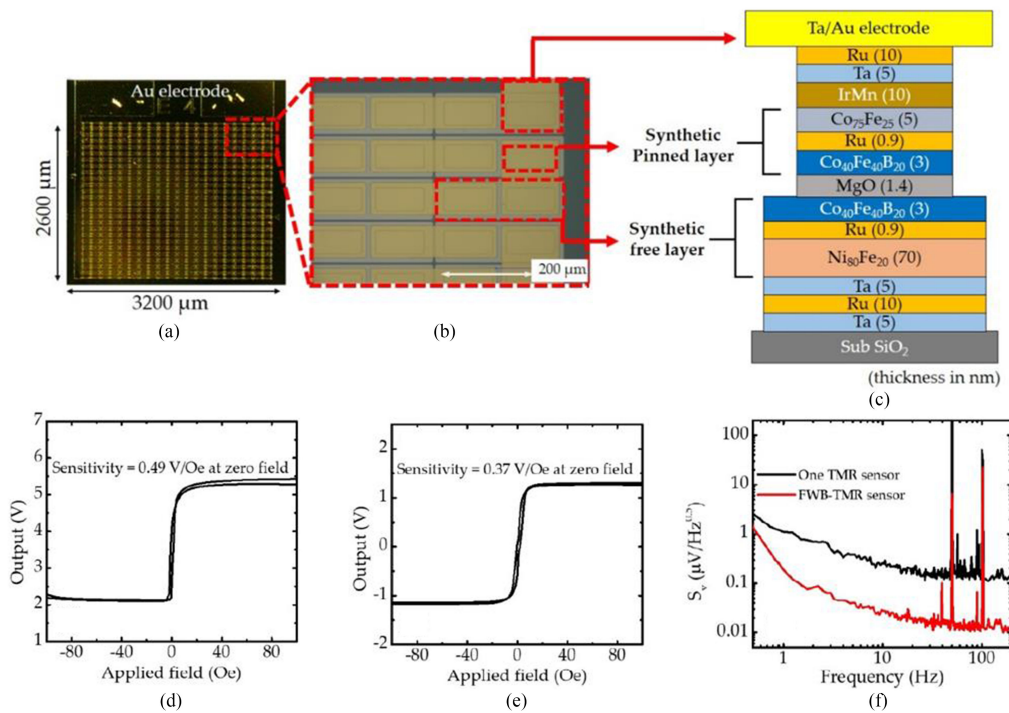 Au electrode
2600 μm
3200 μm
(a)
200 μm
(b)
Synthetic
Pinned layer
Synthetic
free layer
Ta/Au electrode
Ru (10)
Ta (5)
IrMn (10)
Co₇₅Fe₂₅ (5)
Ru (0.9)
Co₄₀Fe₄₀B₂₀ (3)
MgO (1.4)
Co₄₀Fe₄₀B₂₀ (3)
Ru (0.9)
Ni₈₀Fe₂₀ (70)
Ta (5)
Ru (10)
Ta (5)
Sub SiO₂
(thickness in nm)
(c)
7
6
5
4
3
2
1
Output (V)
Sensitivity = 0.49 V/Oe at zero field
-80 -40 0 40 80
Applied field (Oe)
(d)
2
1
0
-1
-2
Output (V)
Sensitivity = 0.37 V/Oe at zero field
-80 -40 0 40 80
Applied field (Oe)
(e)
100
10
1
0.1
0.01
Sᵥ (μV/Hz⁰·⁵)
One TMR sensor
FWB-TMR sensor
1 10 100
Frequency (Hz)
(f)